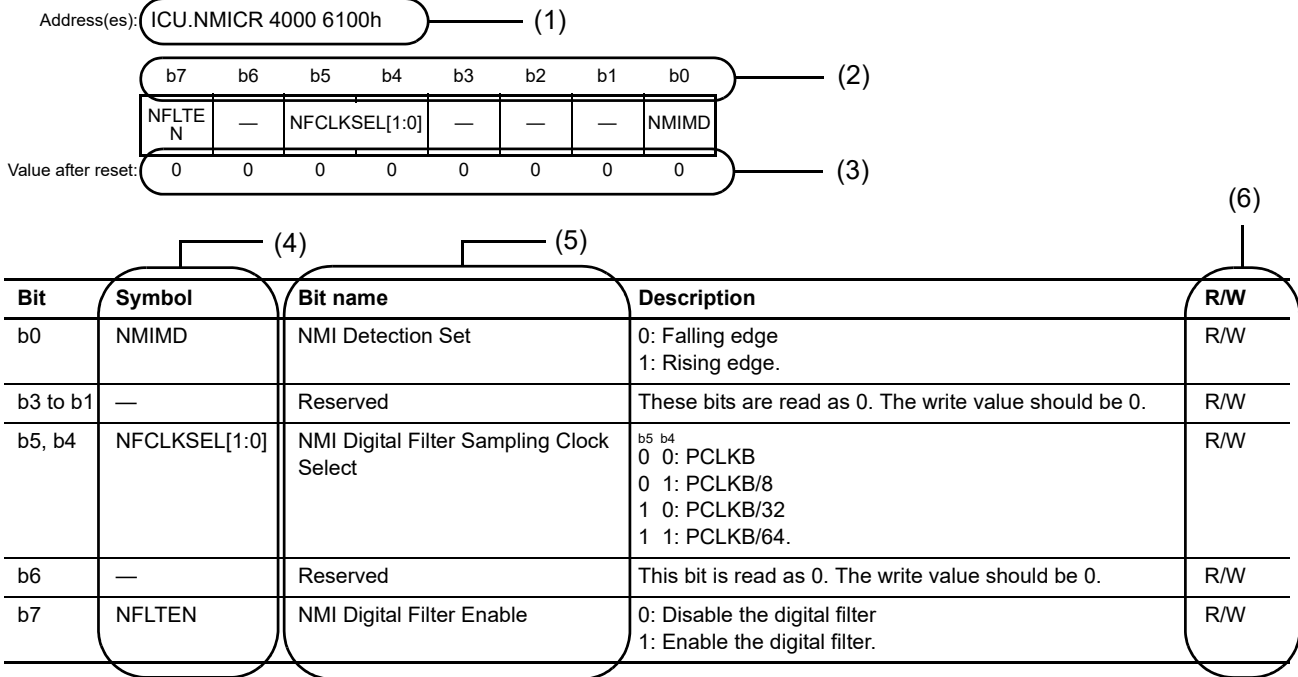 Address(es): ICU.NMICR 4000 6100h (1)
b7 b6 b5 b4 b3 b2 b1 b0 (2)
NFLTE
N — NFCLKSEL[1:0] — — — NMIMD
Value after reset: 0 0 0 0 0 0 0 0 (3)
(6)
(4) (5)
Bit Symbol Bit name Description R/W
b0 NMIMD NMI Detection Set 0: Falling edge R/W
1: Rising edge.
b3 to b1 — Reserved These bits are read as 0. The write value should be 0. R/W
b5, b4 NFCLKSEL[1:0] NMI Digital Filter Sampling Clock b5 b4 R/W
Select 0 0: PCLKB
0 1: PCLKB/8
1 0: PCLKB/32
1 1: PCLKB/64.
b6 — Reserved This bit is read as 0. The write value should be 0. R/W
b7 NFLTEN NMI Digital Filter Enable 0: Disable the digital filter R/W
1: Enable the digital filter.